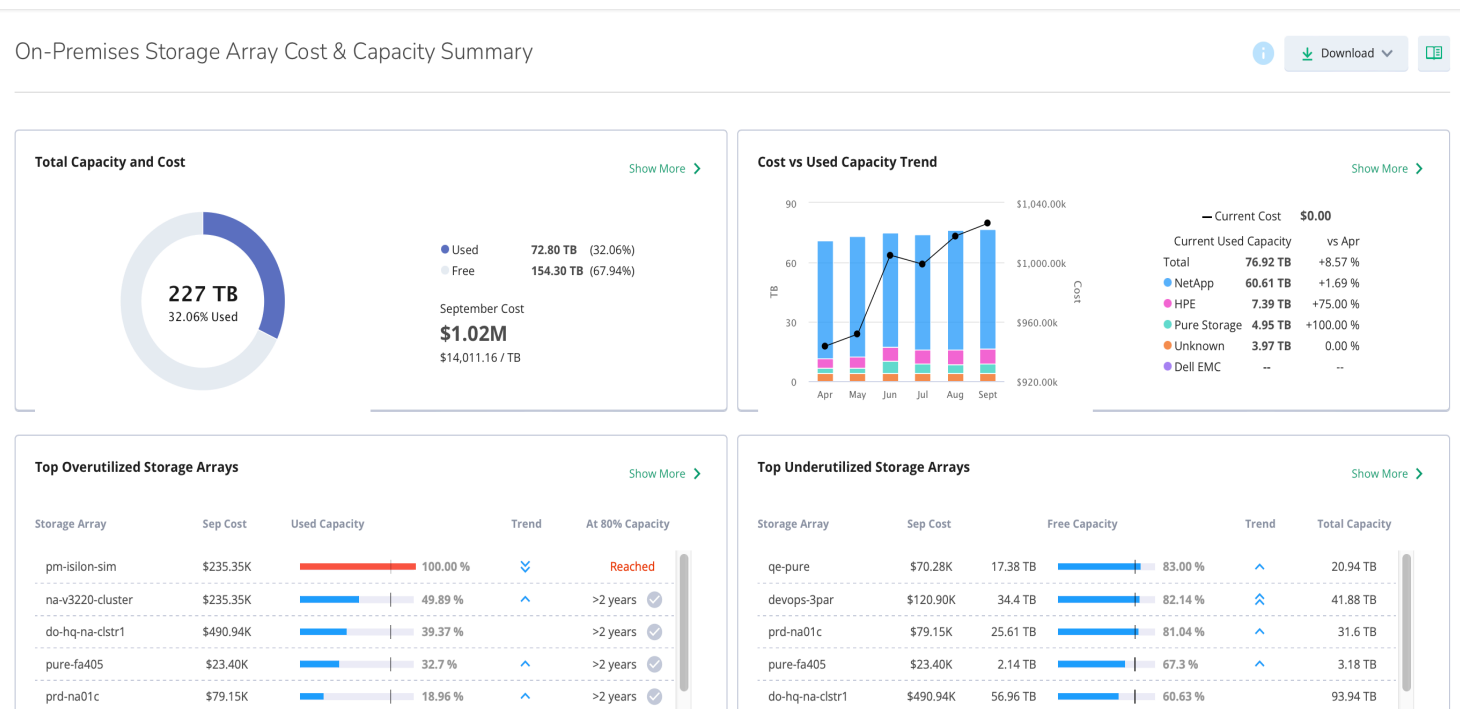 On-Premises Storage Array Cost & Capacity Summary
Download
Total Capacity and Cost
Show More
227 TB
32.06% Used
Used 72.80 TB (32.06%)
Free 154.30 TB (67.94%)
September Cost
$1.02M
$14,011.16 / TB
Cost vs Used Capacity Trend
Show More
90
60
30
0
TB
Apr May Jun Jul Aug Sept
$1,040.00k
$1,000.00k
$960.00k
$920.00k
Cost
Current Cost $0.00
Current Used Capacity vs Apr
Total 76.92 TB +8.57 %
NetApp 60.61 TB +1.69 %
HPE 7.39 TB +75.00 %
Pure Storage 4.95 TB +100.00 %
Unknown 3.97 TB 0.00 %
Dell EMC -- --
Top Overutilized Storage Arrays
Show More
Storage Array Sep Cost Used Capacity Trend At 80% Capacity
pm-isilon-sim $235.35K 100.00 % Reached
na-v3220-cluster $235.35K 49.89 % >2 years
do-hq-na-clstr1 $490.94K 39.37 % >2 years
pure-fa405 $23.40K 32.7 % >2 years
prd-na01c $79.15K 18.96 % >2 years
Top Underutilized Storage Arrays
Show More
Storage Array Sep Cost Free Capacity Trend Total Capacity
qe-pure $70.28K 17.38 TB 83.00 % 20.94 TB
devops-3par $120.90K 34.4 TB 82.14 % 41.88 TB
prd-na01c $79.15K 25.61 TB 81.04 % 31.6 TB
pure-fa405 $23.40K 2.14 TB 67.3 % 3.18 TB
do-hq-na-clstr1 $490.94K 56.96 TB 60.63 % 93.94 TB